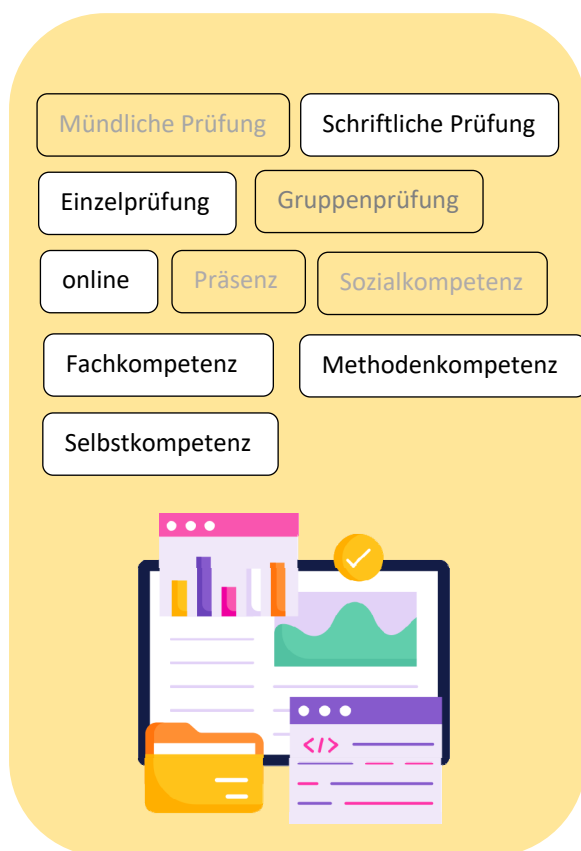 Mündliche Prüfung Schriftliche Prüfung
Einzelprüfung Gruppenprüfung
online Präsenz Sozialkompetenz
Fachkompetenz Methodenkompetenz
Selbstkompetenz
</>